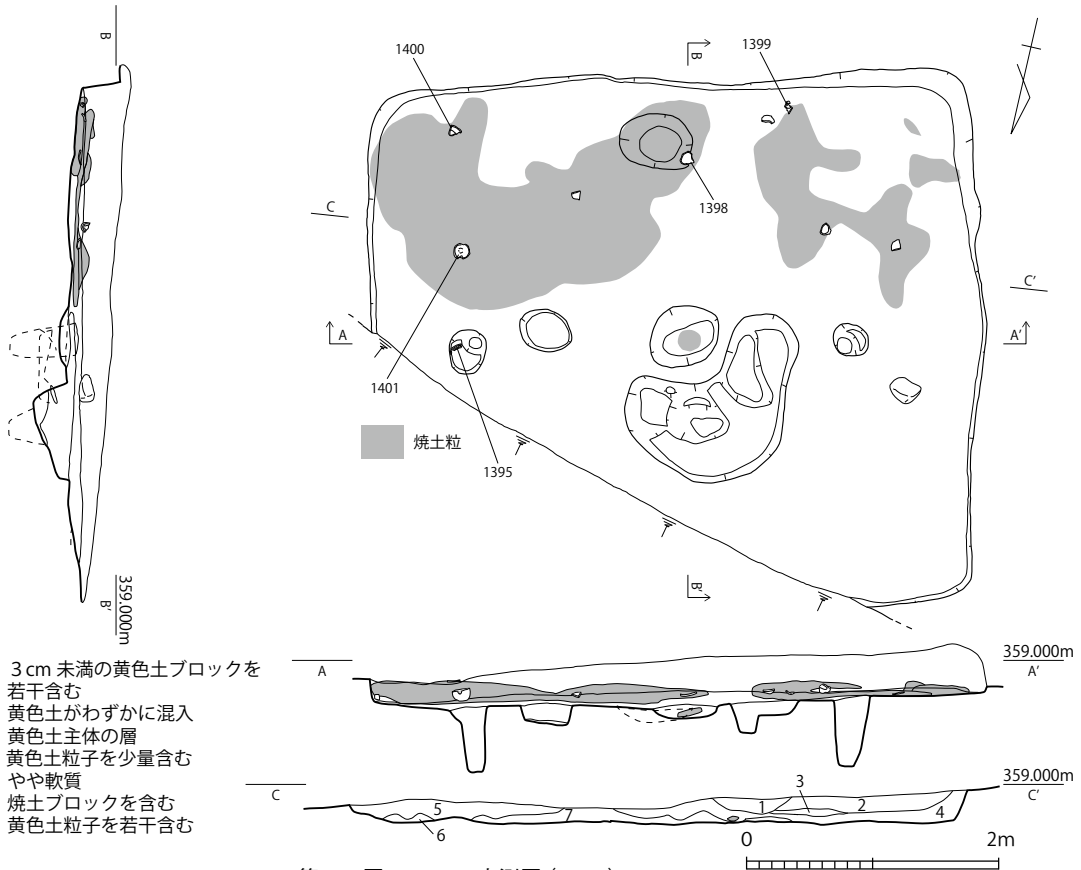 B
1400
B
1399
1398
C
C'
A
A'
1401
焼土粒
1395
B'
359.000m
B'
3cm 未満の黄色土ブロックを
若干含む
黄色土がわずかに混入
黄色土主体の層
黄色土粒子を少量含む
やや軟質
焼土ブロックを含む
黄色土粒子を若干含む
A
359.000m
A'
C
359.000m
C'
3
5
1
2
7
4
6
0
2m